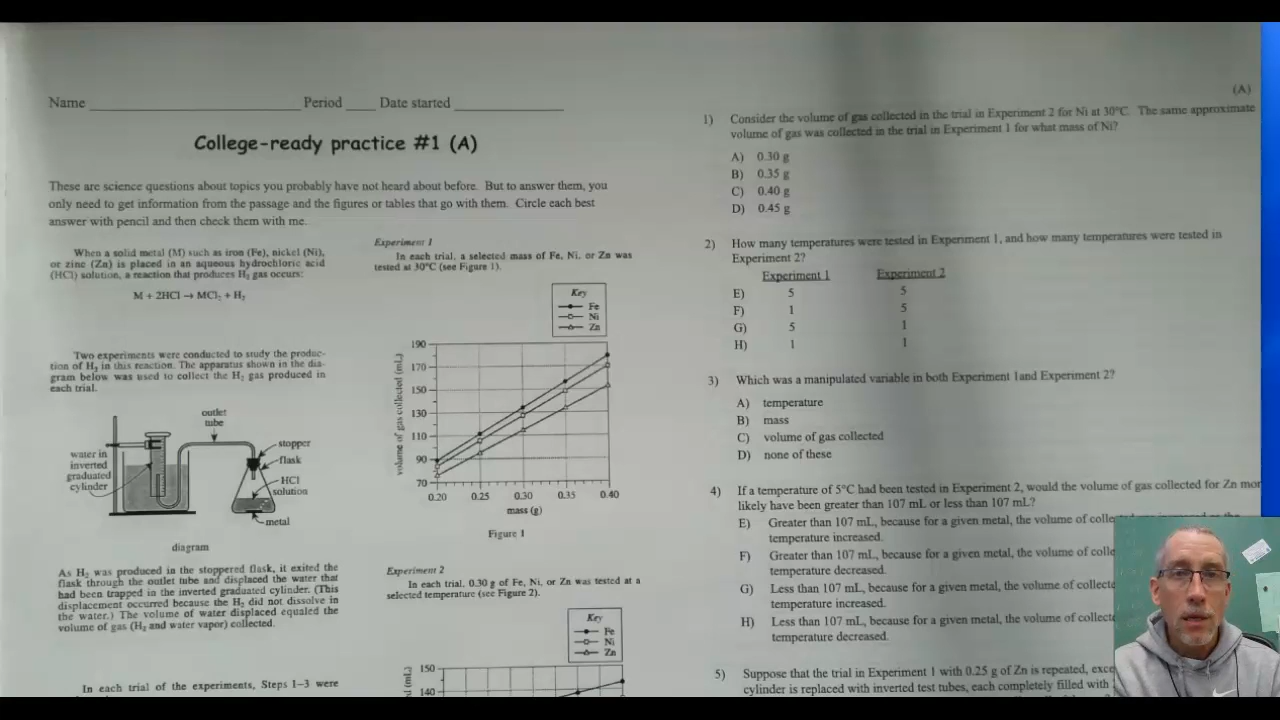 Name Period Date started
College-ready practice #1 (A)
These are science questions about topics you probably have not heard about before. But to answer them, you
only need to get information from the passage and the figures or tables that go with them. Circle each best
answer with pencil and then check them with me.
When a solid metal (M) such as iron (Fe), nickel (Ni),
or zinc (Zn) is placed in an aqueous hydrochloric acid
(HCl) solution, a reaction that produces H₂ gas occurs:
M + 2HCl → MCl₂ + H₂
Two experiments were conducted to study the produc-
tion of H₂ in this reaction. The apparatus shown in the dia-
gram below was used to collect the H₂ gas produced in
each trial.
outlet
tube
stopper
flask
water in
inverted
graduated
cylinder
HCl
solution
metal
diagram
As H₂ was produced in the stoppered flask, it exited the
flask through the outlet tube and displaced the water that
had been trapped in the inverted graduated cylinder. (This
displacement occurred because the H₂ did not dissolve in
the water.) The volume of water displaced equaled the
volume of gas (H₂ and water vapor) collected.
In each trial of the experiments, Steps 1–3 were
Experiment 1
In each trial, a selected mass of Fe, Ni, or Zn was
tested at 30°C (see Figure 1).
Key
Fe
Ni
Zn
volume of gas collected (mL)
190
170
150
130
110
90
70
0.20 0.25 0.30 0.35 0.40
mass (g)
Figure 1
Experiment 2
In each trial, 0.30 g of Fe, Ni, or Zn was tested at a
selected temperature (see Figure 2).
Key
Fe
Ni
Zn
150
140
(A)
1) Consider the volume of gas collected in the trial in Experiment 2 for Ni at 30°C. The same approximate
volume of gas was collected in the trial in Experiment 1 for what mass of Ni?
A) 0.30 g
B) 0.35 g
C) 0.40 g
D) 0.45 g
2) How many temperatures were tested in Experiment 1, and how many temperatures were tested in
Experiment 2?
Experiment 1 Experiment 2
E) 5 5
F) 1 5
G) 5 1
H) 1 1
3) Which was a manipulated variable in both Experiment 1and Experiment 2?
A) temperature
B) mass
C) volume of gas collected
D) none of these
4) If a temperature of 5°C had been tested in Experiment 2, would the volume of gas collected for Zn mor
likely have been greater than 107 mL or less than 107 mL?
E) Greater than 107 mL, because for a given metal, the volume of
temperature increased.
F) Greater than 107 mL, because for a given metal, the volume of colle
temperature decreased.
G) Less than 107 mL, because for a given metal, the volume of collecte
temperature increased.
H) Less than 107 mL, because for a given metal, the volume of collecte
temperature decreased.
5) Suppose that the trial in Experiment 1 with 0.25 g of Zn is repeated, exce
cylinder is replaced with inverted test tubes, each completely filled with